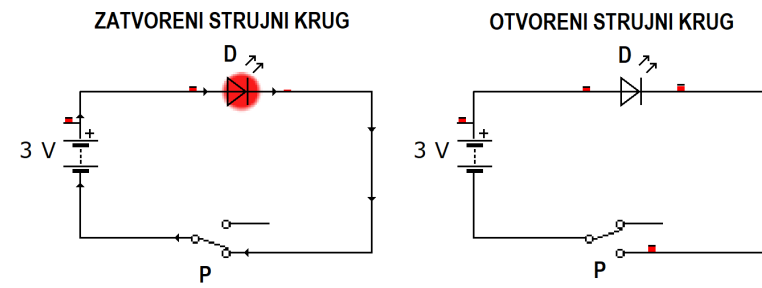 ZATVORENI STRUJNI KRUG
OTVORENI STRUJNI KRUG
D
D
+
+
3 V
3 V
P
P